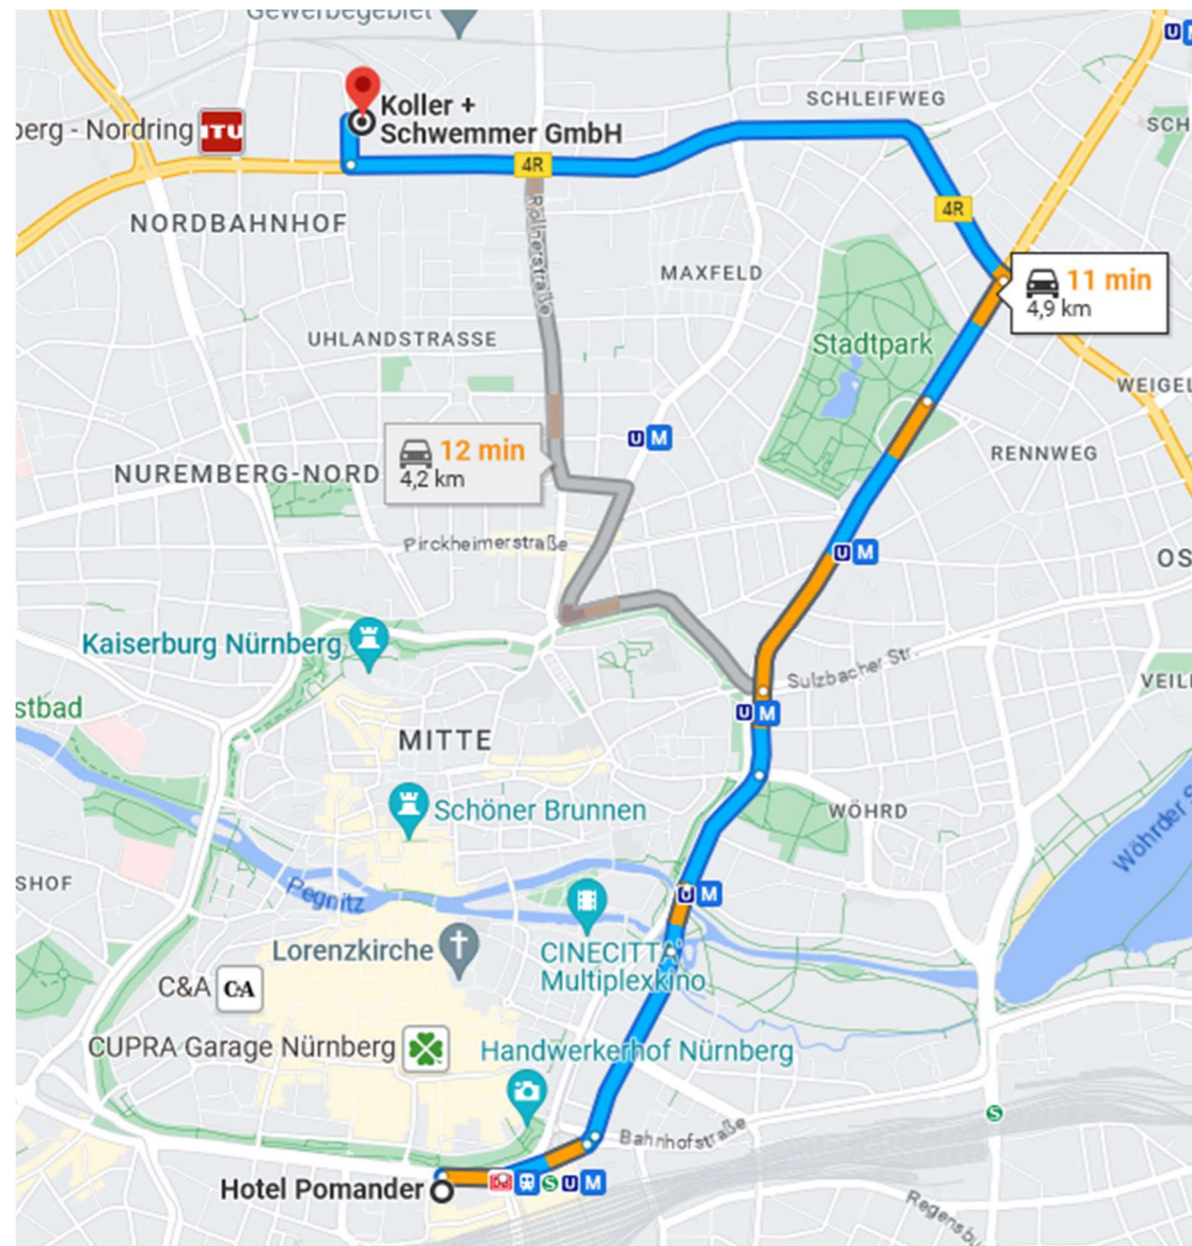 Gewerbegebiet
U
Koller +
Schwemmer GmbH
SCHLEIFWEG
SCH
berg - Nordring
ITU
4R
NORDBAHNHOF
Rollnerstraße
4R
MAXFELD
11 min
4,9 km
UHLANDSTRASSE
Stadtpark
WEIGEL
U M
12 min
4,2 km
RENNWEG
NUREMBERG-NORD
Pirckheimerstraße
U M
OS
Kaiserburg Nürnberg
Sulzbacher Str.
VEIL
stbad
U M
MITTE
Schöner Brunnen
WÖHRD
Wöhrder S
SHOF
Pegnitz
U M
Lorenzkirche
CINECITTA'
Multiplexkino
C&A
C&A
CUPRA Garage Nürnberg
Handwerkerhof Nürnberg
S
Bahnhofstraße
Hotel Pomander
S U M
Regensbu